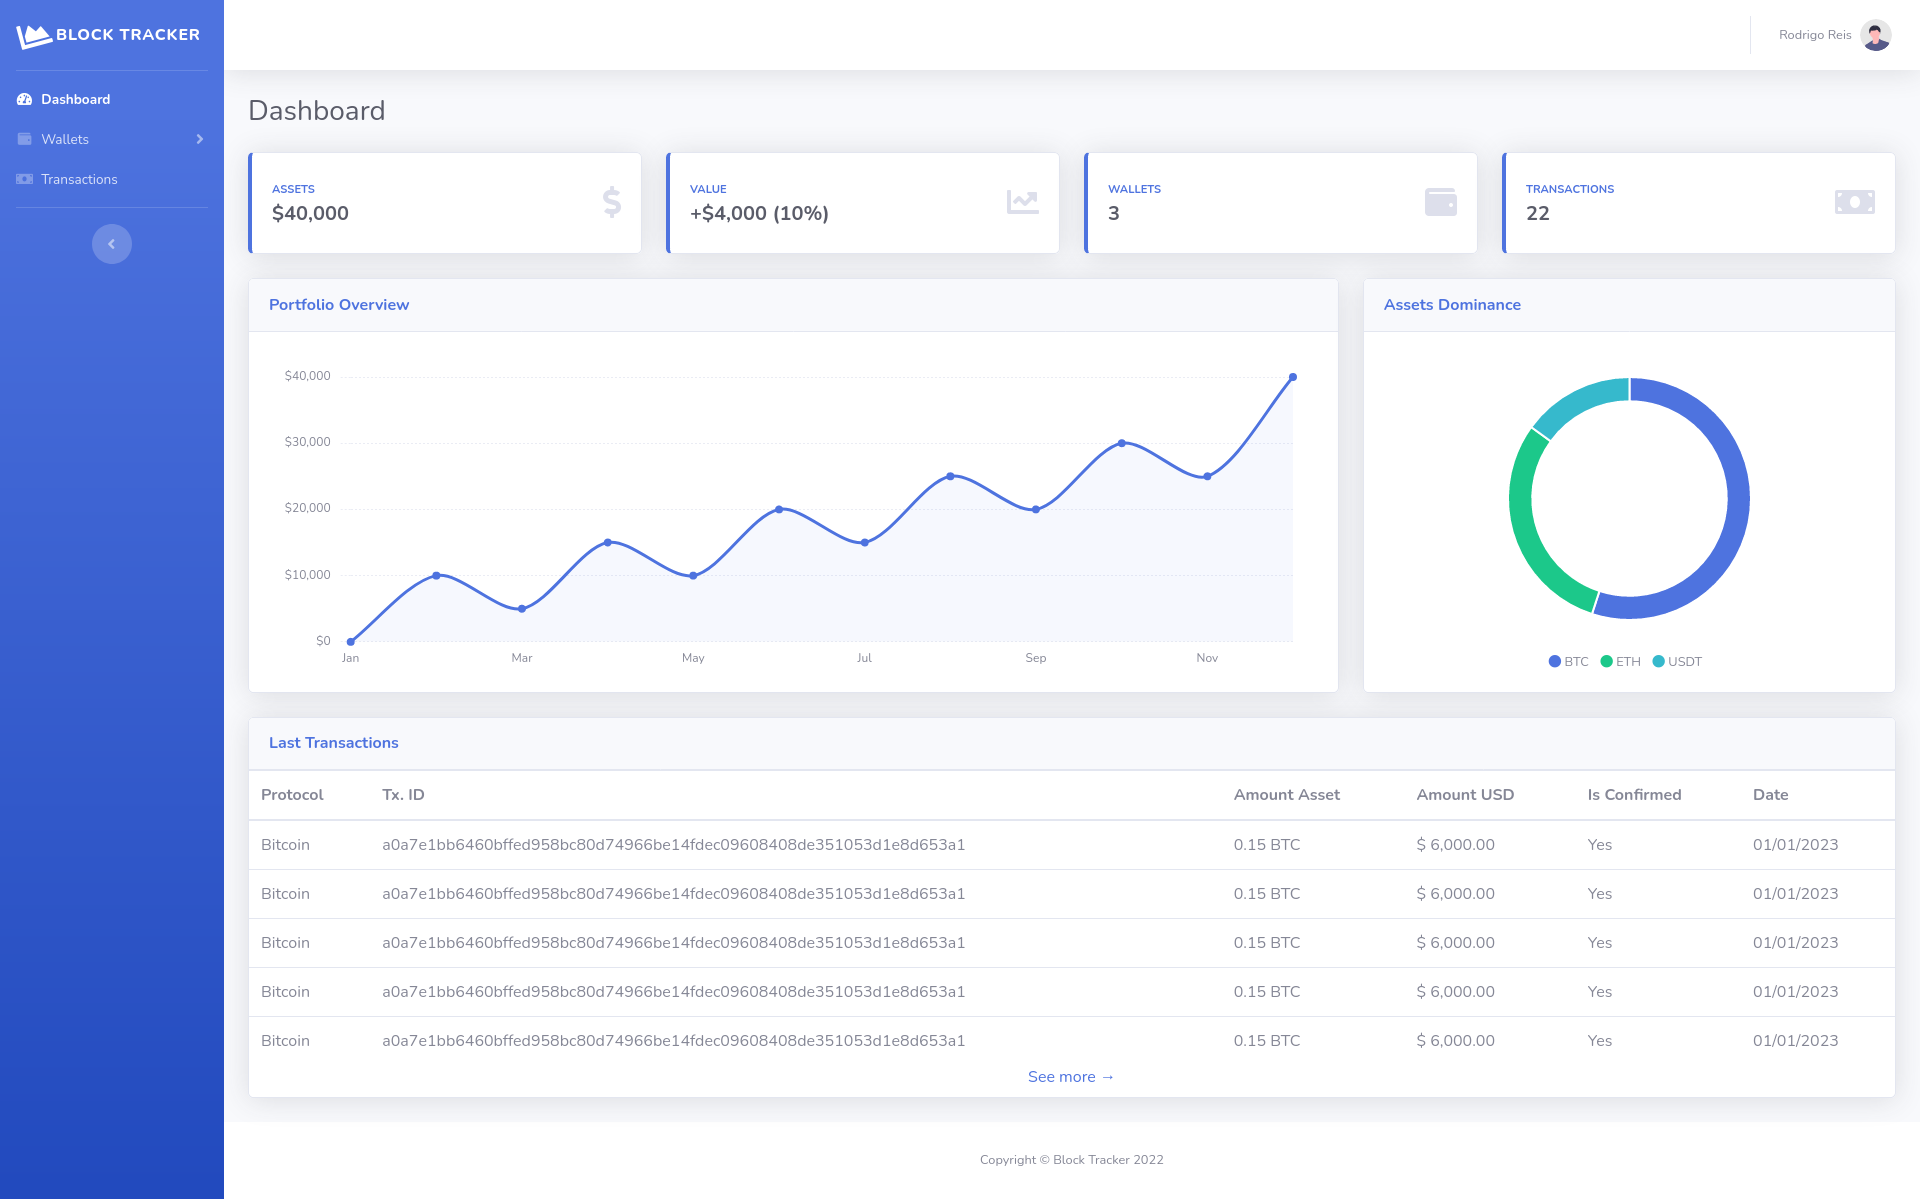 BLOCK TRACKER
Rodrigo Reis
Dashboard
Wallets
Transactions
Dashboard
ASSETS
$40,000
VALUE
+$4,000 (10%)
WALLETS
3
TRANSACTIONS
22
Portfolio Overview
$40,000
$30,000
$20,000
$10,000
$0
Jan Mar May Jul Sep Nov
Assets Dominance
BTC ETH USDT
Last Transactions
Protocol Tx. ID Amount Asset Amount USD Is Confirmed Date
Bitcoin a0a7e1bb6460bffed958bc80d74966be14fdec09608408de351053d1e8d653a1 0.15 BTC $ 6,000.00 Yes 01/01/2023
Bitcoin a0a7e1bb6460bffed958bc80d74966be14fdec09608408de351053d1e8d653a1 0.15 BTC $ 6,000.00 Yes 01/01/2023
Bitcoin a0a7e1bb6460bffed958bc80d74966be14fdec09608408de351053d1e8d653a1 0.15 BTC $ 6,000.00 Yes 01/01/2023
Bitcoin a0a7e1bb6460bffed958bc80d74966be14fdec09608408de351053d1e8d653a1 0.15 BTC $ 6,000.00 Yes 01/01/2023
Bitcoin a0a7e1bb6460bffed958bc80d74966be14fdec09608408de351053d1e8d653a1 0.15 BTC $ 6,000.00 Yes 01/01/2023
See more →
Copyright © Block Tracker 2022